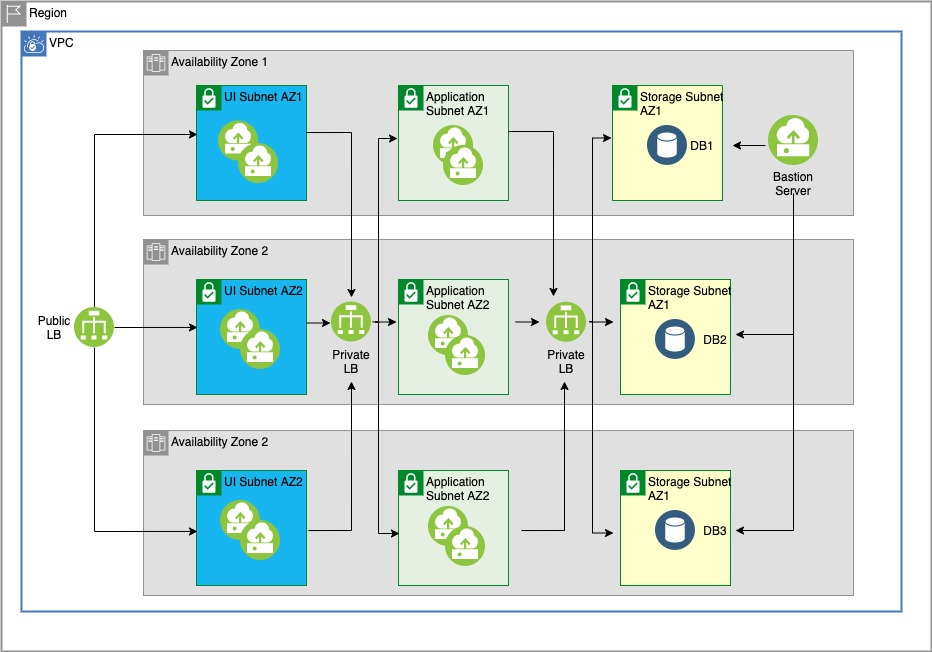 Region
VPC
Availability Zone 1
UI Subnet AZ1
Application
Subnet AZ1
Storage Subnet
AZ1
DB1
Bastion
Server
Availability Zone 2
UI Subnet AZ2
Application
Subnet AZ2
Storage Subnet
AZ1
DB2
Public
LB
Private
LB
Private
LB
Availability Zone 2
UI Subnet AZ2
Application
Subnet AZ2
Storage Subnet
AZ1
DB3